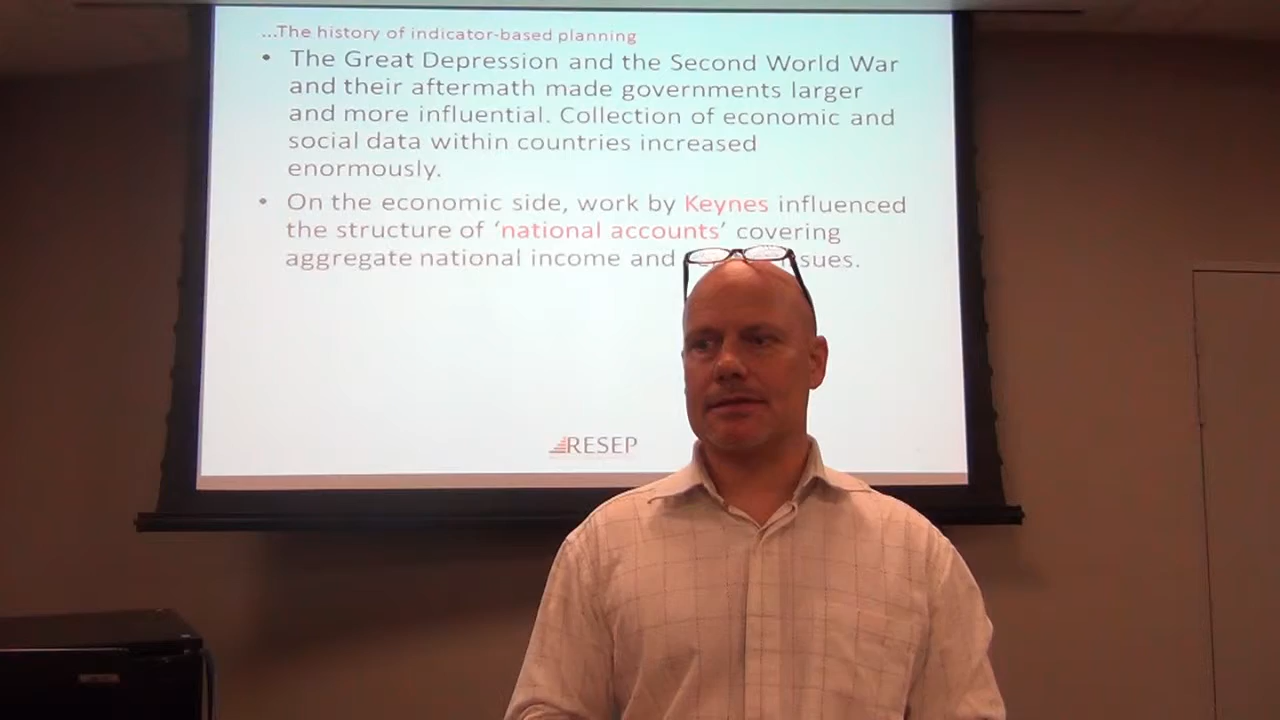 ...The history of indicator-based planning
• The Great Depression and the Second World War
and their aftermath made governments larger
and more influential. Collection of economic and
social data within countries increased
enormously.
• On the economic side, work by Keynes influenced
the structure of ‘national accounts’ covering
aggregate national income and
RESEP